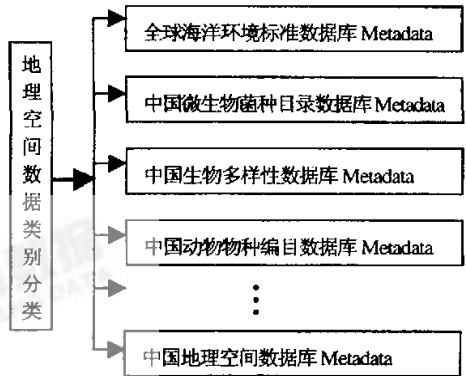 地理空间数据类别分类
全球海洋环境标准数据库 Metadata
中国微生物菌种目录数据库 Metadata
中国生物多样性数据库 Metadata
中国动物物种编目数据库 Metadata
中国地理空间数据库 Metadata